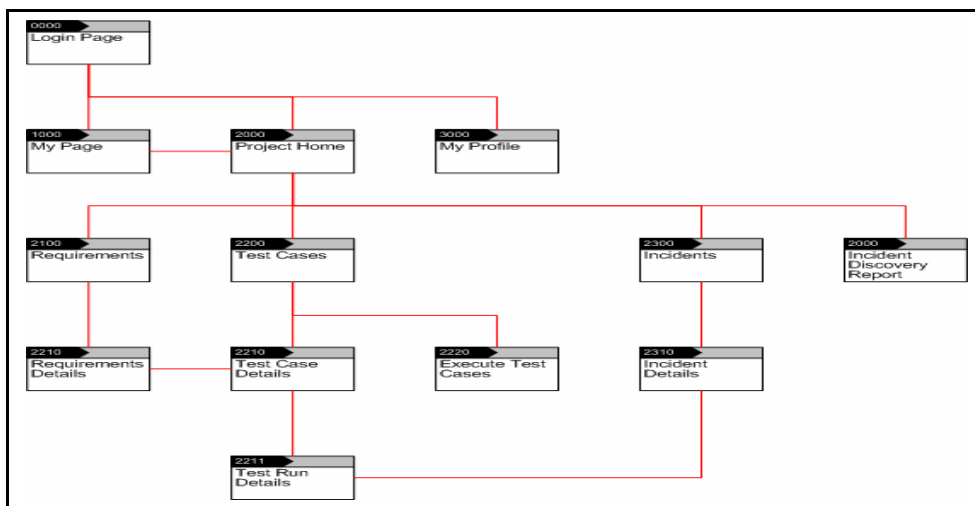 0000
Login Page
1000
My Page
2000
Project Home
3000
My Profile
2100
Requirements
2200
Test Cases
2300
Incidents
2000
Incident
Discovery
Report
2210
Requirements
Details
2210
Test Case
Details
2220
Execute Test
Cases
2310
Incident
Details
2211
Test Run
Details